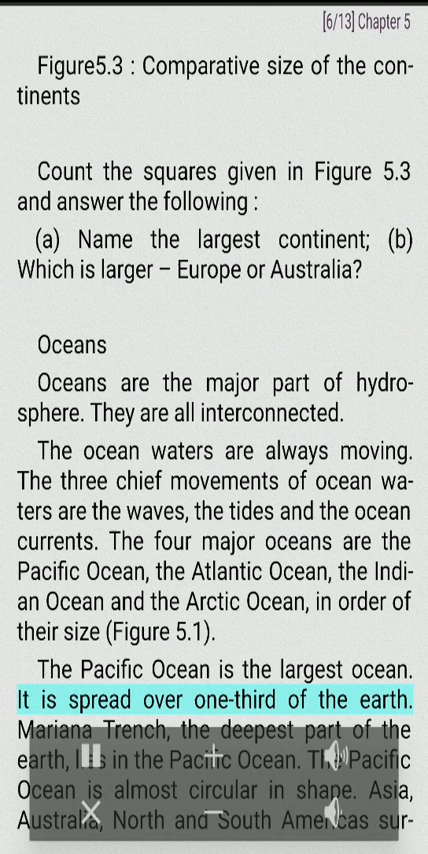 [6/13] Chapter 5
Figure5.3 : Comparative size of the con-
tinents
Count the squares given in Figure 5.3
and answer the following :
(a) Name the largest continent; (b)
Which is larger – Europe or Australia?
Oceans
Oceans are the major part of hydro-
sphere. They are all interconnected.
The ocean waters are always moving.
The three chief movements of ocean wa-
ters are the waves, the tides and the ocean
currents. The four major oceans are the
Pacific Ocean, the Atlantic Ocean, the Indi-
an Ocean and the Arctic Ocean, in order of
their size (Figure 5.1).
The Pacific Ocean is the largest ocean.
It is spread over one-third of the earth.
Mariana Trench, the deepest part of the
earth, lies in the Pacific Ocean. The Pacific
Ocean is almost circular in shape. Asia,
Australia, North and South Americas sur-